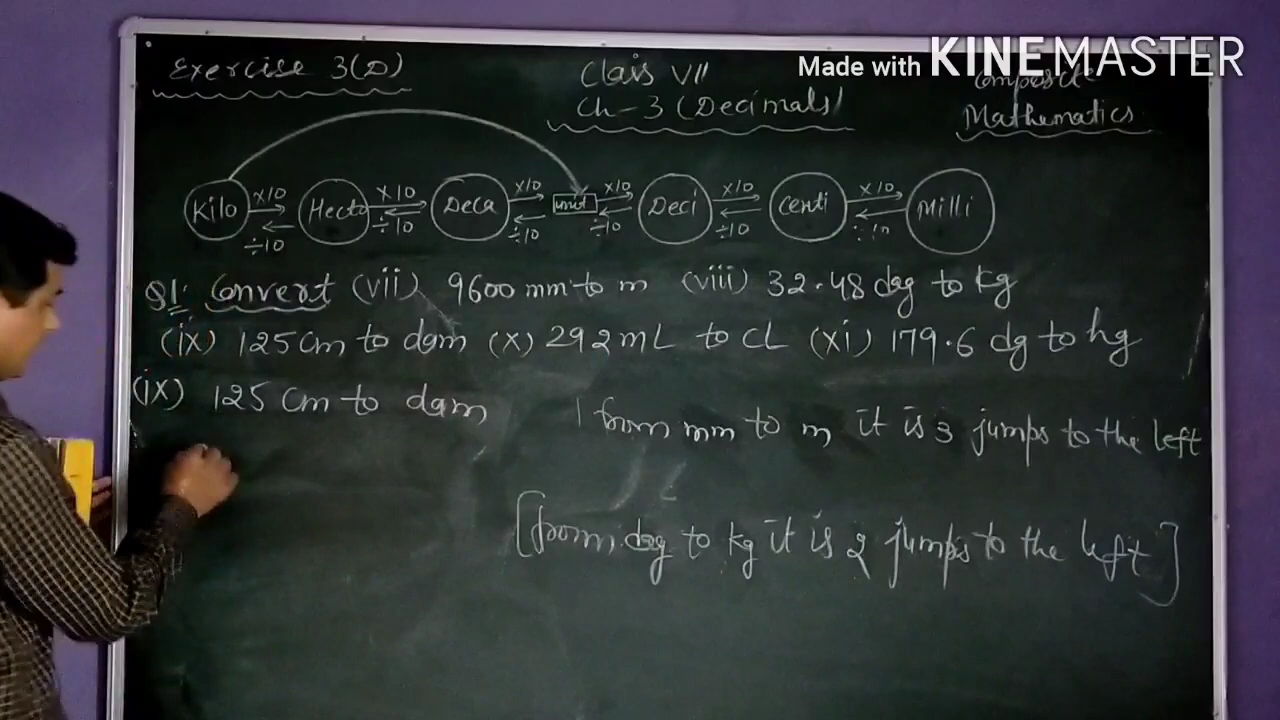 Made with KINEMASTER
Exercise 3(D)
Class VII
Ch-3 (Decimals)
Composite
Mathematics
×10 ×10 ×10 ×10 ×10 ×10
Kilo Hecto Deca unit Deci Centi Milli
÷10 ÷10 ÷10 ÷10 ÷10 ÷10
Q1. Convert (vii) 9600 mm to m (viii) 32.48 dag to kg
(ix) 125 Cm to dam (x) 292 mL to CL (xi) 179.6 dg to hg
(ix) 125 Cm to dam
from mm to m it is 3 jumps to the left
[from dag to kg it is 2 jumps to the left]